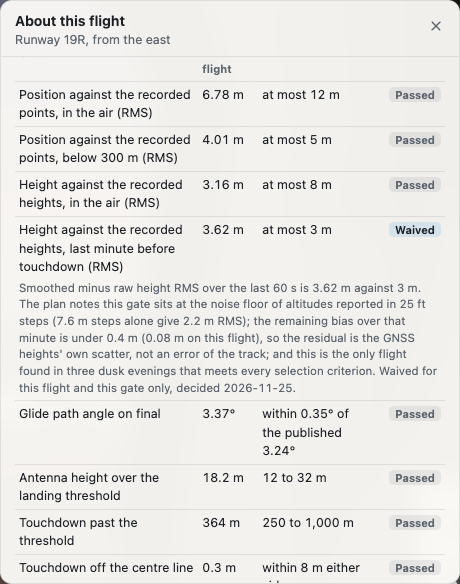 About this flight
Runway 19R, from the east
flight
Position against the recorded 6.78 m at most 12 m Passed
points, in the air (RMS)
Position against the recorded 4.01 m at most 5 m Passed
points, below 300 m (RMS)
Height against the recorded 3.16 m at most 8 m Passed
heights, in the air (RMS)
Height against the recorded 3.62 m at most 3 m Waived
heights, last minute before
touchdown (RMS)
Smoothed minus raw height RMS over the last 60 s is 3.62 m against 3 m.
The plan notes this gate sits at the noise floor of altitudes reported in 25 ft
steps (7.6 m steps alone give 2.2 m RMS); the remaining bias over that
minute is under 0.4 m (0.08 m on this flight), so the residual is the GNSS
heights' own scatter, not an error of the track; and this is the only flight
found in three dusk evenings that meets every selection criterion. Waived for
this flight and this gate only, decided 2026-11-25.
Glide path angle on final 3.37° within 0.35° of Passed
the published
3.24°
Antenna height over the 18.2 m 12 to 32 m Passed
landing threshold
Touchdown past the 364 m 250 to 1,000 m Passed
threshold
Touchdown off the centre line 0.3 m within 8 m either Passed